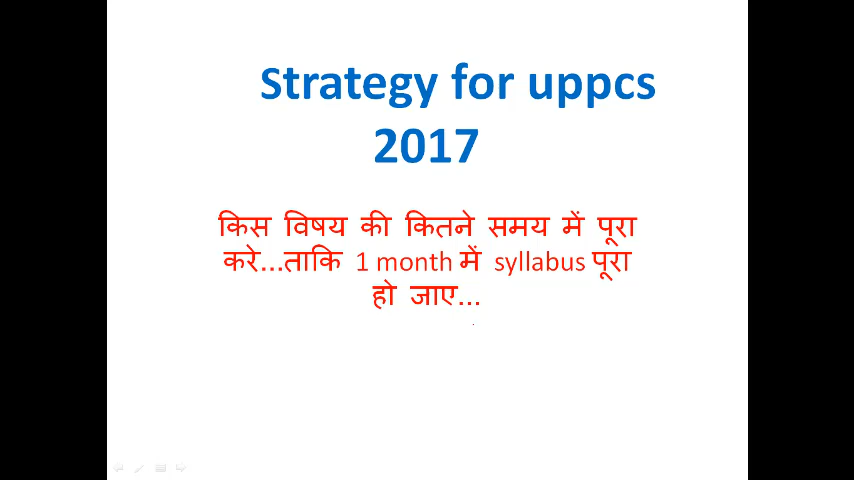 Strategy for uppcs
2017
किस विषय की कितने समय में पूरा
करे...ताकि 1 month में syllabus पूरा
हो जाए...